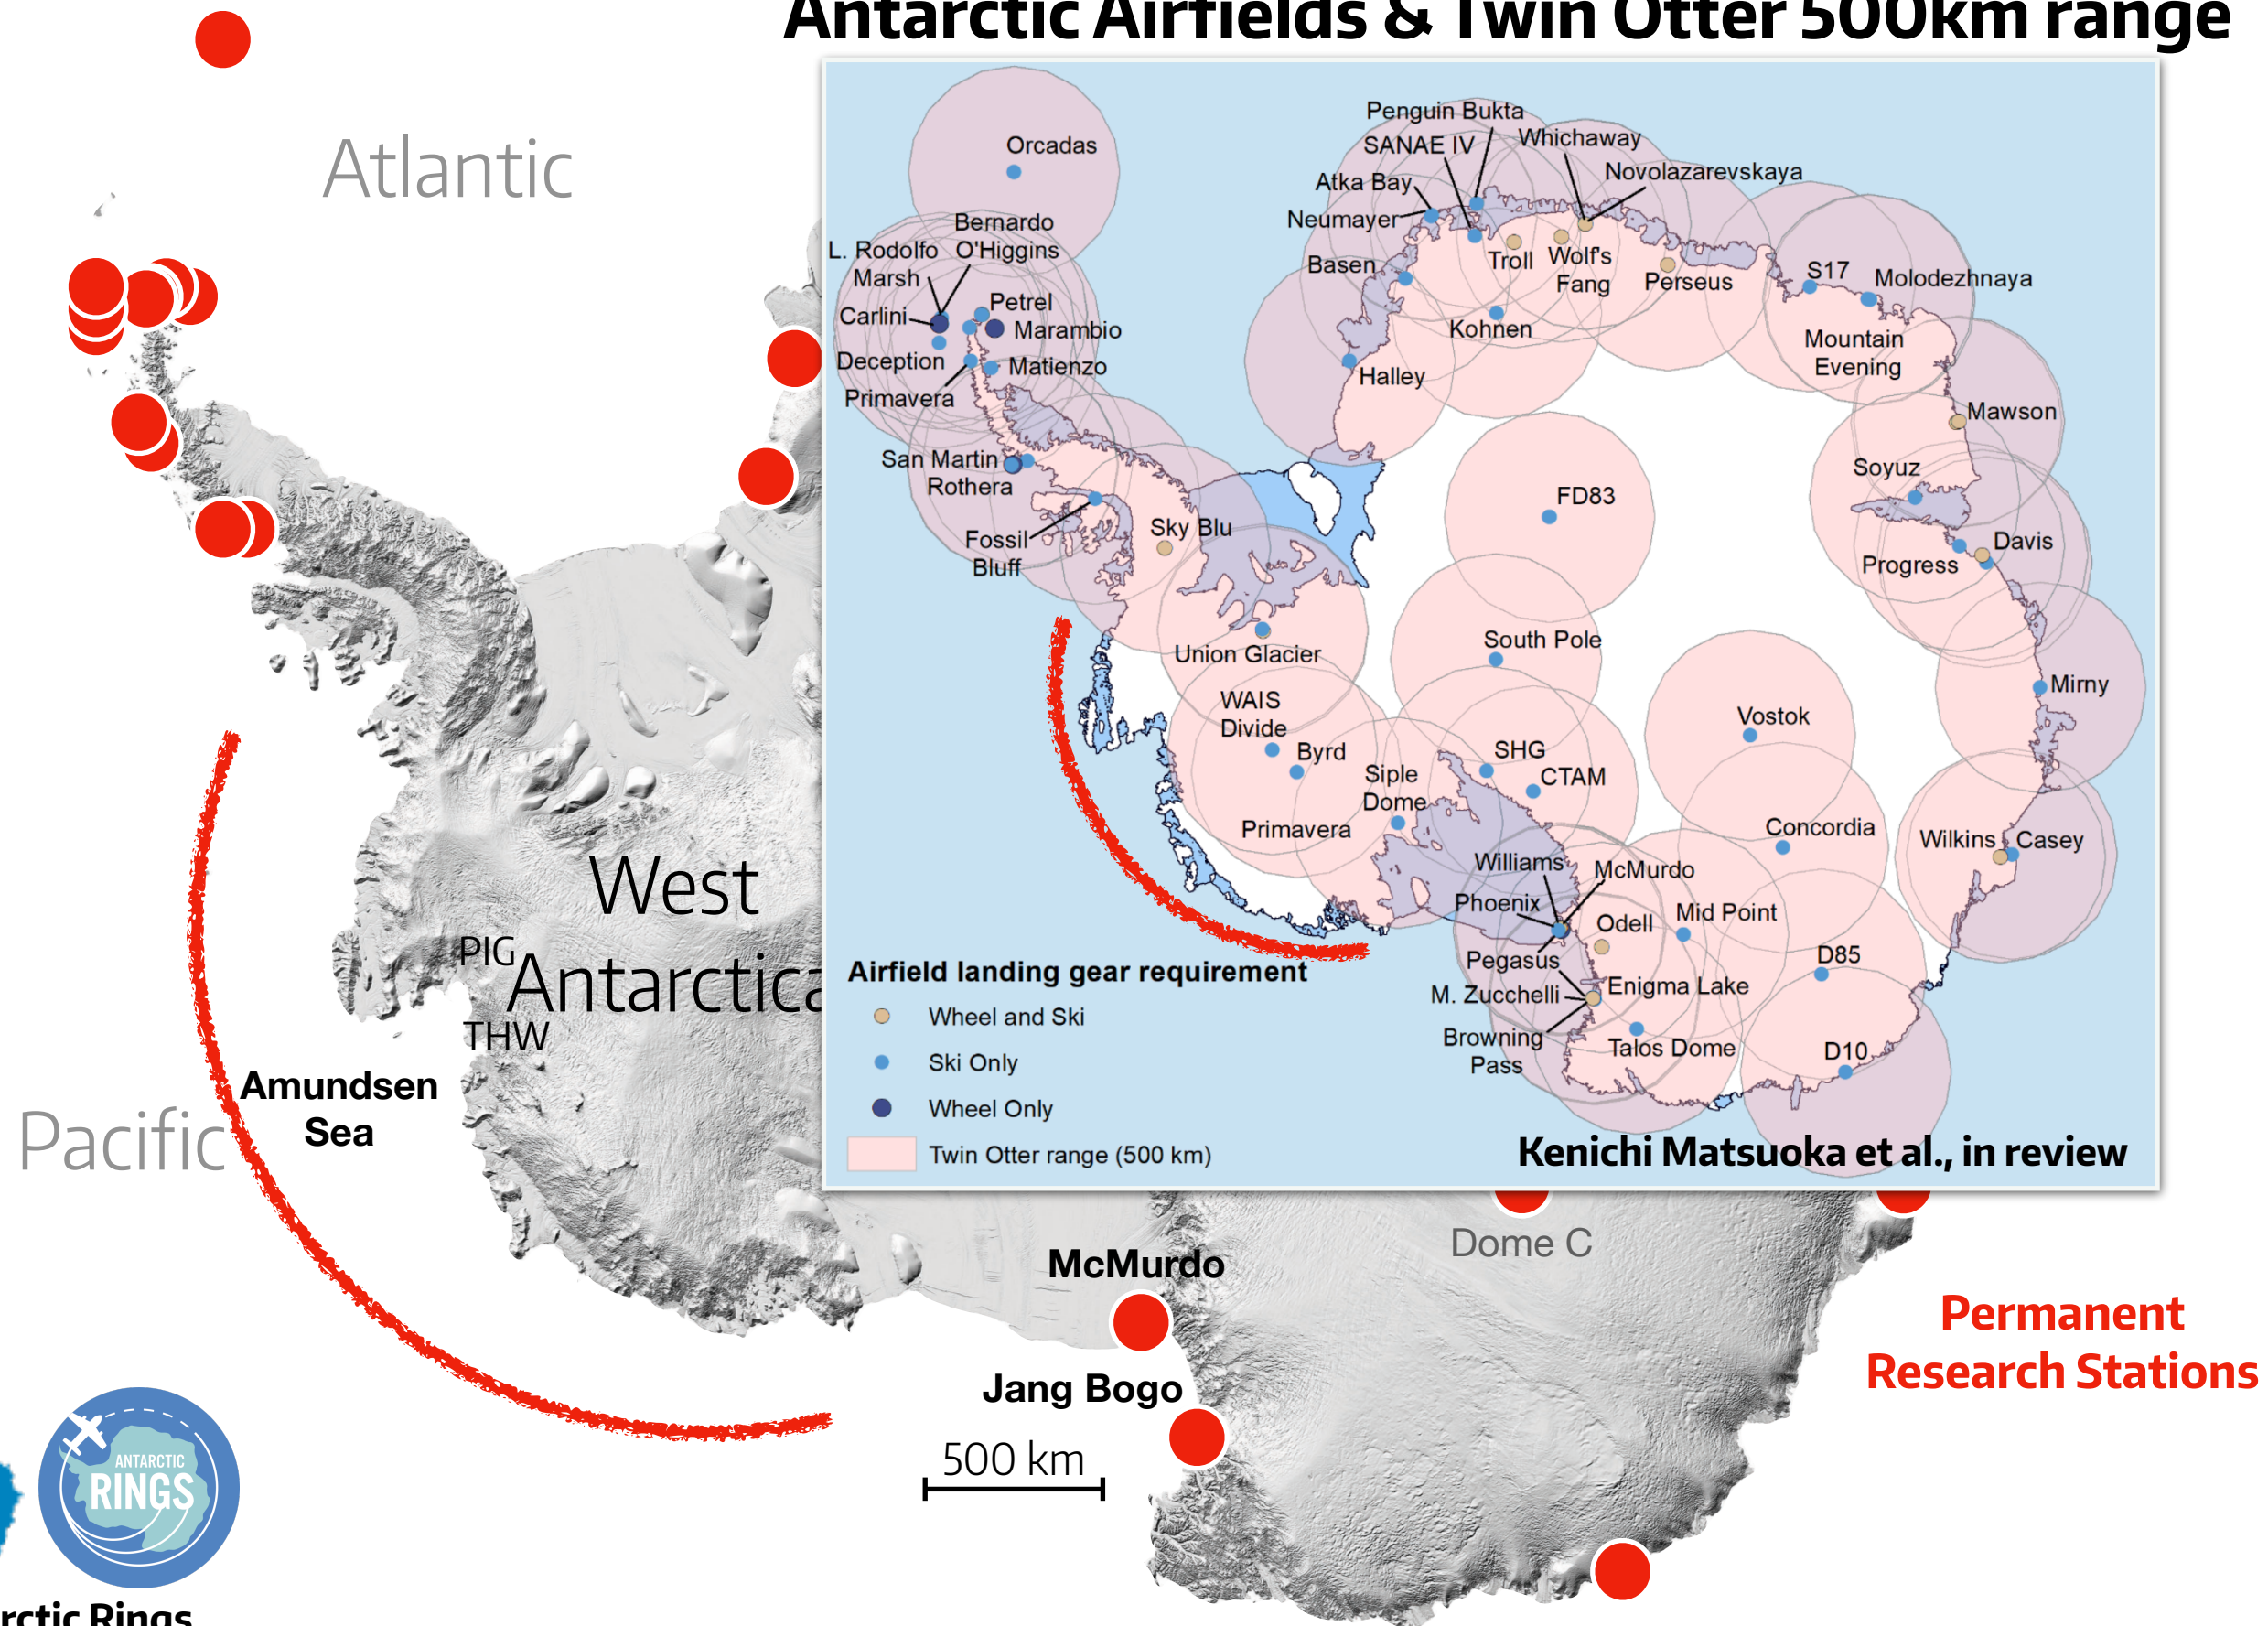 Antarctic Airfields & Twin Otter 500km range
Atlantic
Orcadas
Bernardo
O'Higgins
L. Rodolfo
Marsh
Carlini
Petrel
Marambio
Deception
Matienzo
Primavera
San Martin
Rothera
Fossil
Bluff
Sky Blu
Penguin Bukta
SANAE IV
Whichaway
Novolazarevskaya
Atka Bay
Neumayer
Basen
Troll
Wolf's
Fang
Perseus
S17
Molodezhnaya
Kohnen
Mountain
Evening
Halley
Mawson
Soyuz
FD83
Davis
Progress
Union Glacier
South Pole
Mirny
WAIS
Divide
Byrd
Vostok
SHG
CTAM
Siple
Dome
Primavera
Concordia
Wilkins
Casey
Williams
McMurdo
Phoenix
Odell
Mid Point
Pegasus
D85
M. Zucchelli
Enigma Lake
Browning
Pass
Talos Dome
D10
Airfield landing gear requirement
Wheel and Ski
Ski Only
Wheel Only
Twin Otter range (500 km)
Kenichi Matsuoka et al., in review
West
Antarctica
PIG
THW
Amundsen
Sea
Pacific
Dome C
McMurdo
Jang Bogo
500 km
Permanent
Research Stations
ANTARCTIC
RINGS
rctic Rings